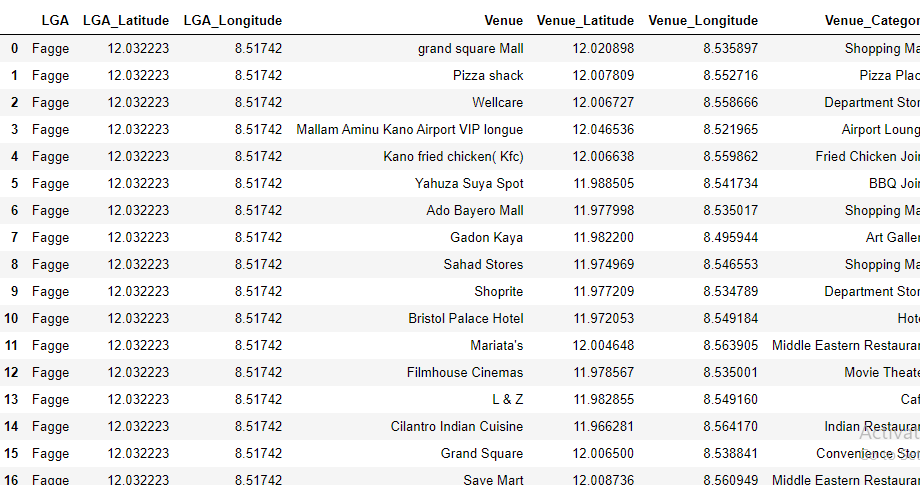 LGA LGA_Latitude LGA_Longitude Venue Venue_Latitude Venue_Longitude Venue_Categor
0 Fagge 12.032223 8.51742 grand square Mall 12.020898 8.535897 Shopping Ma
1 Fagge 12.032223 8.51742 Pizza shack 12.007809 8.552716 Pizza Plac
2 Fagge 12.032223 8.51742 Wellcare 12.006727 8.558666 Department Stor
3 Fagge 12.032223 8.51742 Mallam Aminu Kano Airport VIP longue 12.046536 8.521965 Airport Loung
4 Fagge 12.032223 8.51742 Kano fried chicken( Kfc) 12.006638 8.559862 Fried Chicken Join
5 Fagge 12.032223 8.51742 Yahuza Suya Spot 11.988505 8.541734 BBQ Join
6 Fagge 12.032223 8.51742 Ado Bayero Mall 11.977998 8.535017 Shopping Ma
7 Fagge 12.032223 8.51742 Gadon Kaya 11.982200 8.495944 Art Galler
8 Fagge 12.032223 8.51742 Sahad Stores 11.974969 8.546553 Shopping Ma
9 Fagge 12.032223 8.51742 Shoprite 11.977209 8.534789 Department Stor
10 Fagge 12.032223 8.51742 Bristol Palace Hotel 11.972053 8.549184 Hote
11 Fagge 12.032223 8.51742 Mariata's 12.004648 8.563905 Middle Eastern Restauran
12 Fagge 12.032223 8.51742 Filmhouse Cinemas 11.978567 8.535001 Movie Theate
13 Fagge 12.032223 8.51742 L & Z 11.982855 8.549160 Caf
14 Fagge 12.032223 8.51742 Cilantro Indian Cuisine 11.966281 8.564170 Indian Restauran
Activat
15 Fagge 12.032223 8.51742 Grand Square 12.006500 8.538841 Convenience Stor
16 Fagge 12.032223 8.51742 Save Mart 12.008736 8.560949 Middle Eastern Restauran